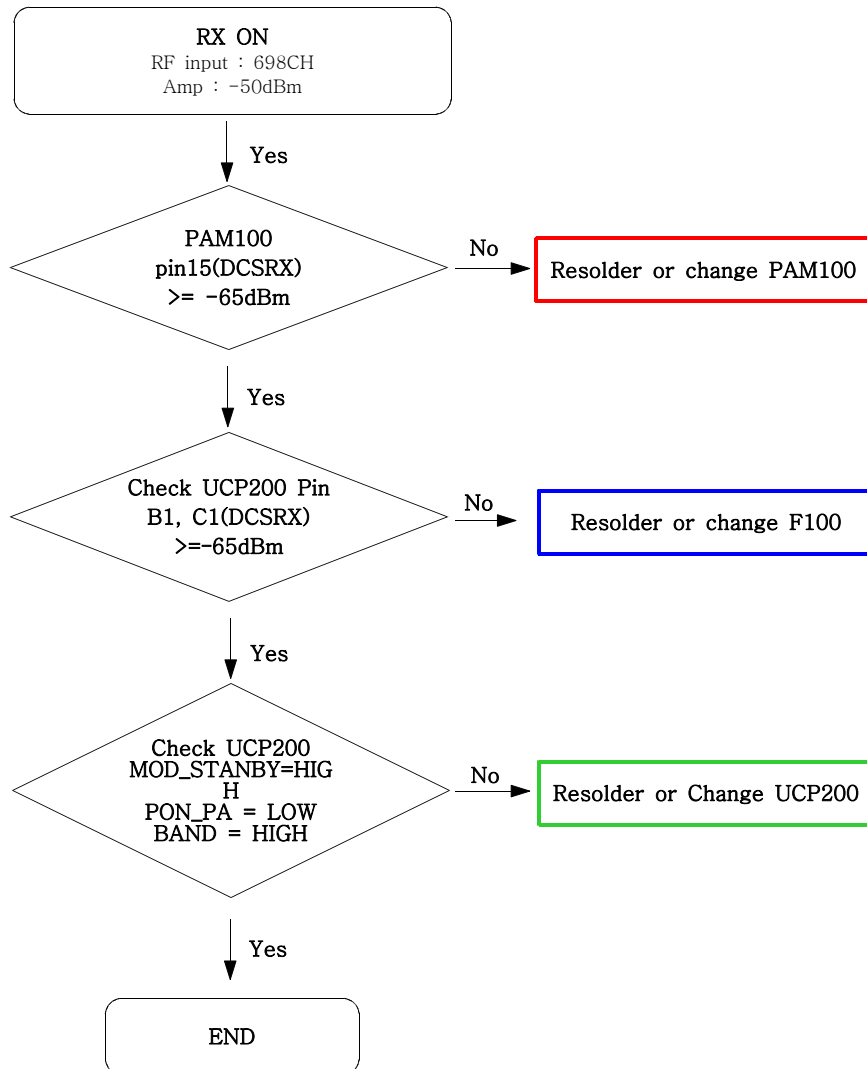 RX ON
RF input : 698CH
Amp : -50dBm
Yes
PAM100
pin15(DCSRX)
>= -65dBm
No
Resolder or change PAM100
Yes
Check UCP200 Pin
B1, C1(DCSRX)
>=-65dBm
No
Resolder or change F100
Yes
Check UCP200
MOD_STANBY=HIG
H
PON_PA = LOW
BAND = HIGH
No
Resolder or Change UCP200
Yes
END